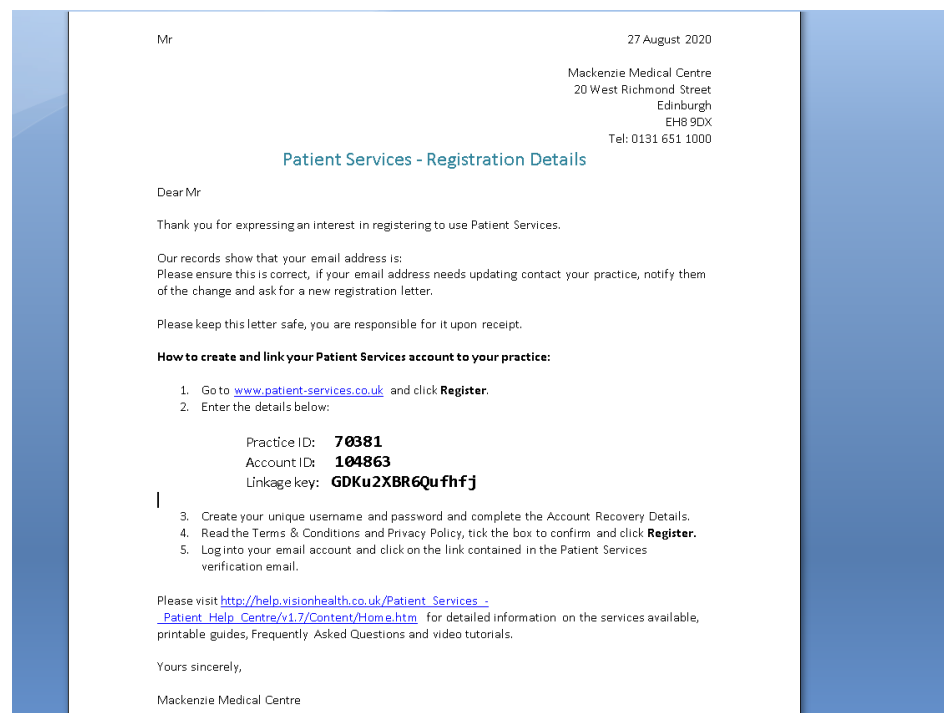 Mr
27 August 2020
Mackenzie Medical Centre
20 West Richmond Street
Edinburgh
EH8 9DX
Tel: 0131 651 1000
Patient Services - Registration Details
Dear Mr
Thank you for expressing an interest in registering to use Patient Services.
Our records show that your email address is:
Please ensure this is correct, if your email address needs updating contact your practice, notify them
of the change and ask for a new registration letter.
Please keep this letter safe, you are responsible for it upon receipt.
How to create and link your Patient Services account to your practice:
1. Go to www.patient-services.co.uk and click Register.
2. Enter the details below:
Practice ID: 70381
Account ID: 104863
Linkage key: GDKu2XBR6Qufhfj
3. Create your unique username and password and complete the Account Recovery Details.
4. Read the Terms & Conditions and Privacy Policy, tick the box to confirm and click Register.
5. Log into your email account and click on the link contained in the Patient Services
verification email.
Please visit http://help.visionhealth.co.uk/Patient_Services_-
_Patient_Help_Centre/v1.7/Content/Home.htm for detailed information on the services available,
printable guides, Frequently Asked Questions and video tutorials.
Yours sincerely,
Mackenzie Medical Centre